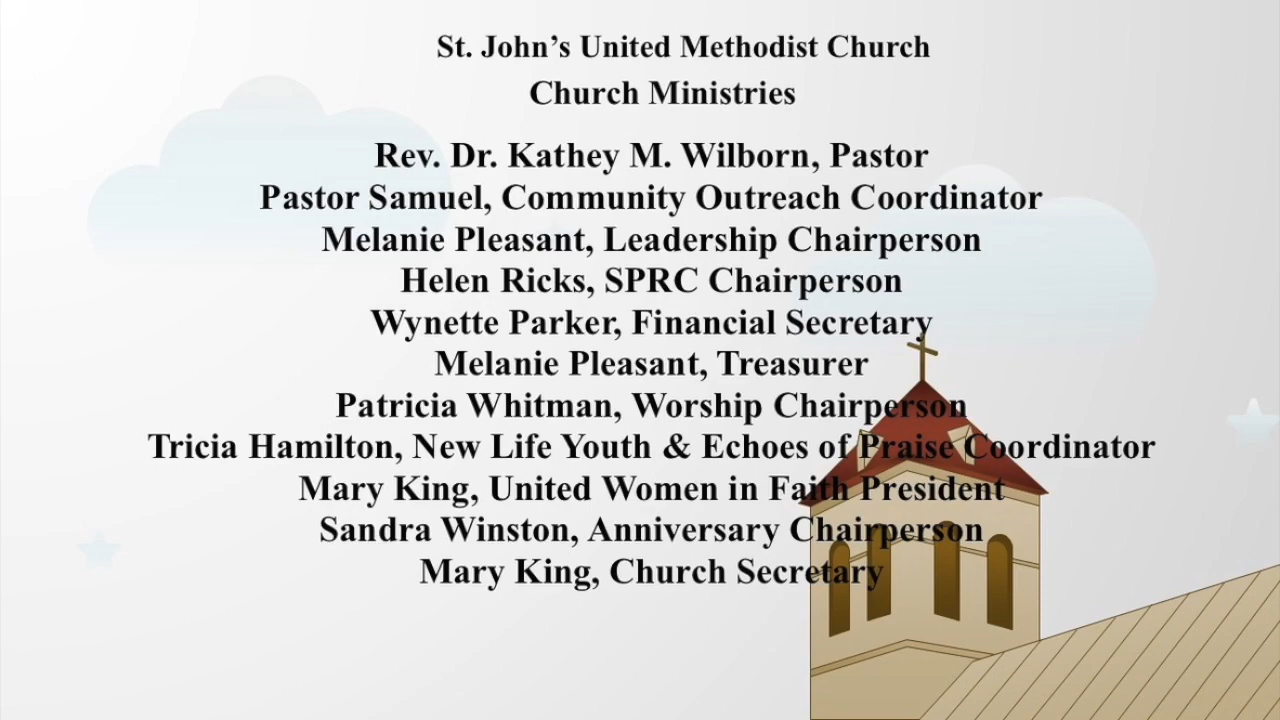 St. John’s United Methodist Church
Church Ministries
Rev. Dr. Kathey M. Wilborn, Pastor
Pastor Samuel, Community Outreach Coordinator
Melanie Pleasant, Leadership Chairperson
Helen Ricks, SPRC Chairperson
Wynette Parker, Financial Secretary
Melanie Pleasant, Treasurer
Patricia Whitman, Worship Chairperson
Tricia Hamilton, New Life Youth & Echoes of Praise Coordinator
Mary King, United Women in Faith President
Sandra Winston, Anniversary Chairperson
Mary King, Church Secretary